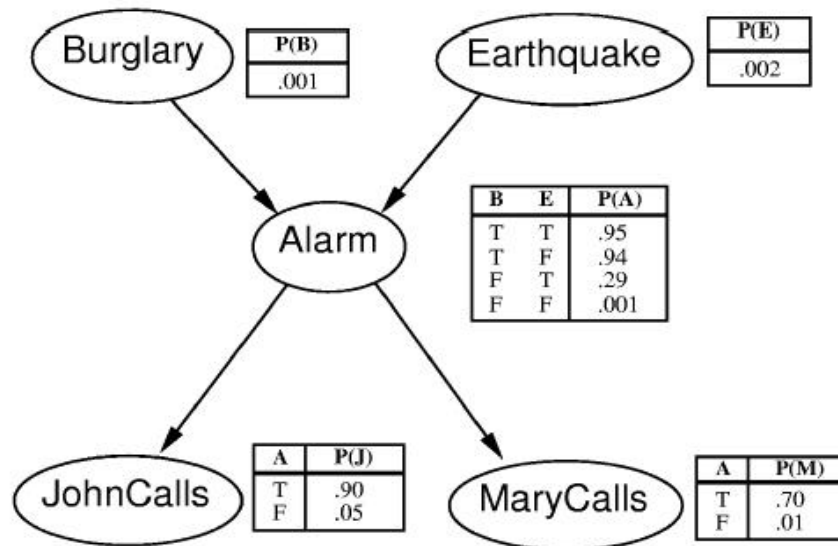 Burglary
P(B)
.001
Earthquake
P(E)
.002
Alarm
B E P(A)
T T .95
T F .94
F T .29
F F .001
JohnCalls
A P(J)
T .90
F .05
MaryCalls
A P(M)
T .70
F .01